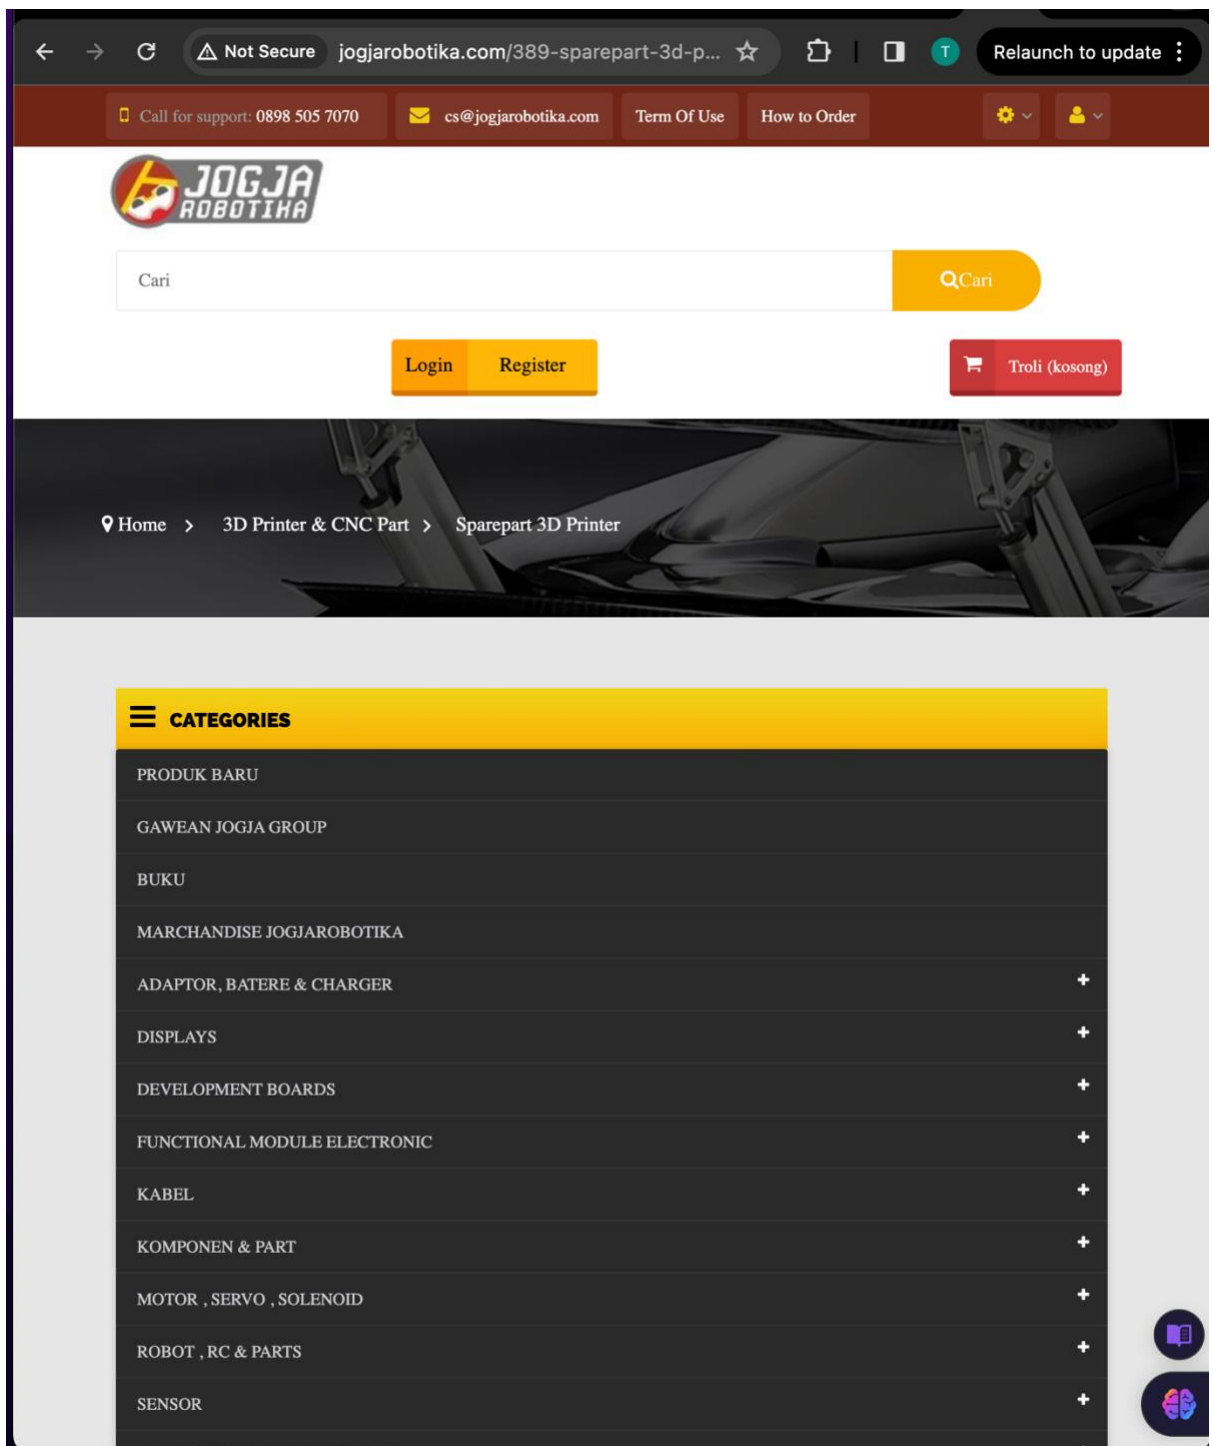 Not Secure jogjarobotika.com/389-sparepart-3d-p... T Relaunch to update
Call for support: 0898 505 7070 cs@jogjarobotika.com Term Of Use How to Order
JOGJA
ROBOTIKA
Cari Cari
Login Register Troli (kosong)
Home > 3D Printer & CNC Part > Sparepart 3D Printer
CATEGORIES
PRODUK BARU
GAWEAN JOGJA GROUP
BUKU
MARCHANDISE JOGJAROBOTIKA
ADAPTOR, BATERE & CHARGER
DISPLAYS
DEVELOPMENT BOARDS
FUNCTIONAL MODULE ELECTRONIC
KABEL
KOMPONEN & PART
MOTOR , SERVO , SOLENOID
ROBOT , RC & PARTS
SENSOR